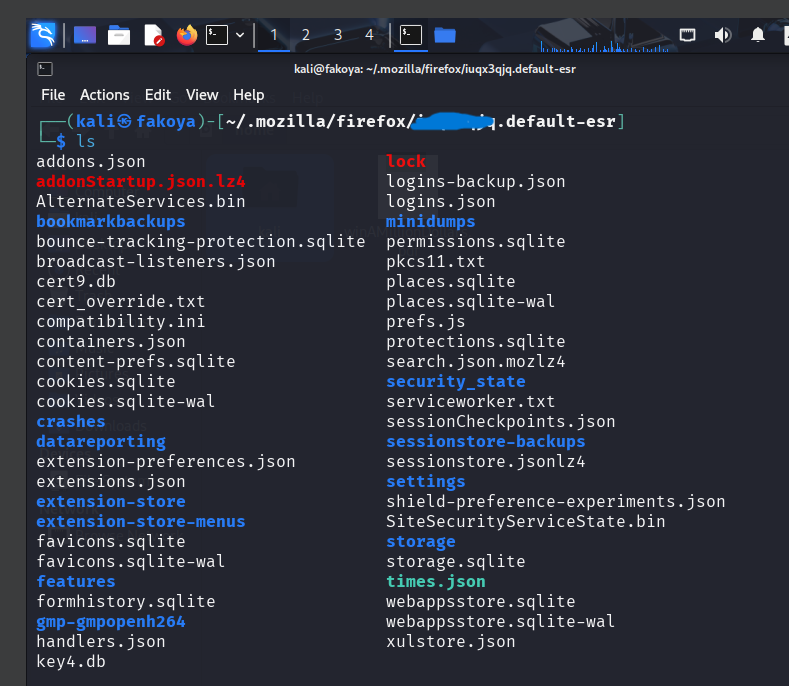 1 2 3 4
kali@fakoya: ~/.mozilla/firefox/iuqx3qjq.default-esr
File Actions Edit View Help
(kali㉿fakoya)-[~/.mozilla/firefox/ .default-esr]
$ ls
addons.json lock
addonStartup.json.lz4 logins-backup.json
AlternateServices.bin logins.json
bookmarkbackups minidumps
bounce-tracking-protection.sqlite permissions.sqlite
broadcast-listeners.json pkcs11.txt
cert9.db places.sqlite
cert_override.txt places.sqlite-wal
compatibility.ini prefs.js
containers.json protections.sqlite
content-prefs.sqlite search.json.mozlz4
cookies.sqlite security_state
cookies.sqlite-wal serviceworker.txt
crashes sessionCheckpoints.json
datareporting sessionstore-backups
extension-preferences.json sessionstore.jsonlz4
extensions.json settings
extension-store shield-preference-experiments.json
extension-store-menus SiteSecurityServiceState.bin
favicons.sqlite storage
favicons.sqlite-wal storage.sqlite
features times.json
formhistory.sqlite webappsstore.sqlite
gmp-gmpopenh264 webappsstore.sqlite-wal
handlers.json xulstore.json
key4.db